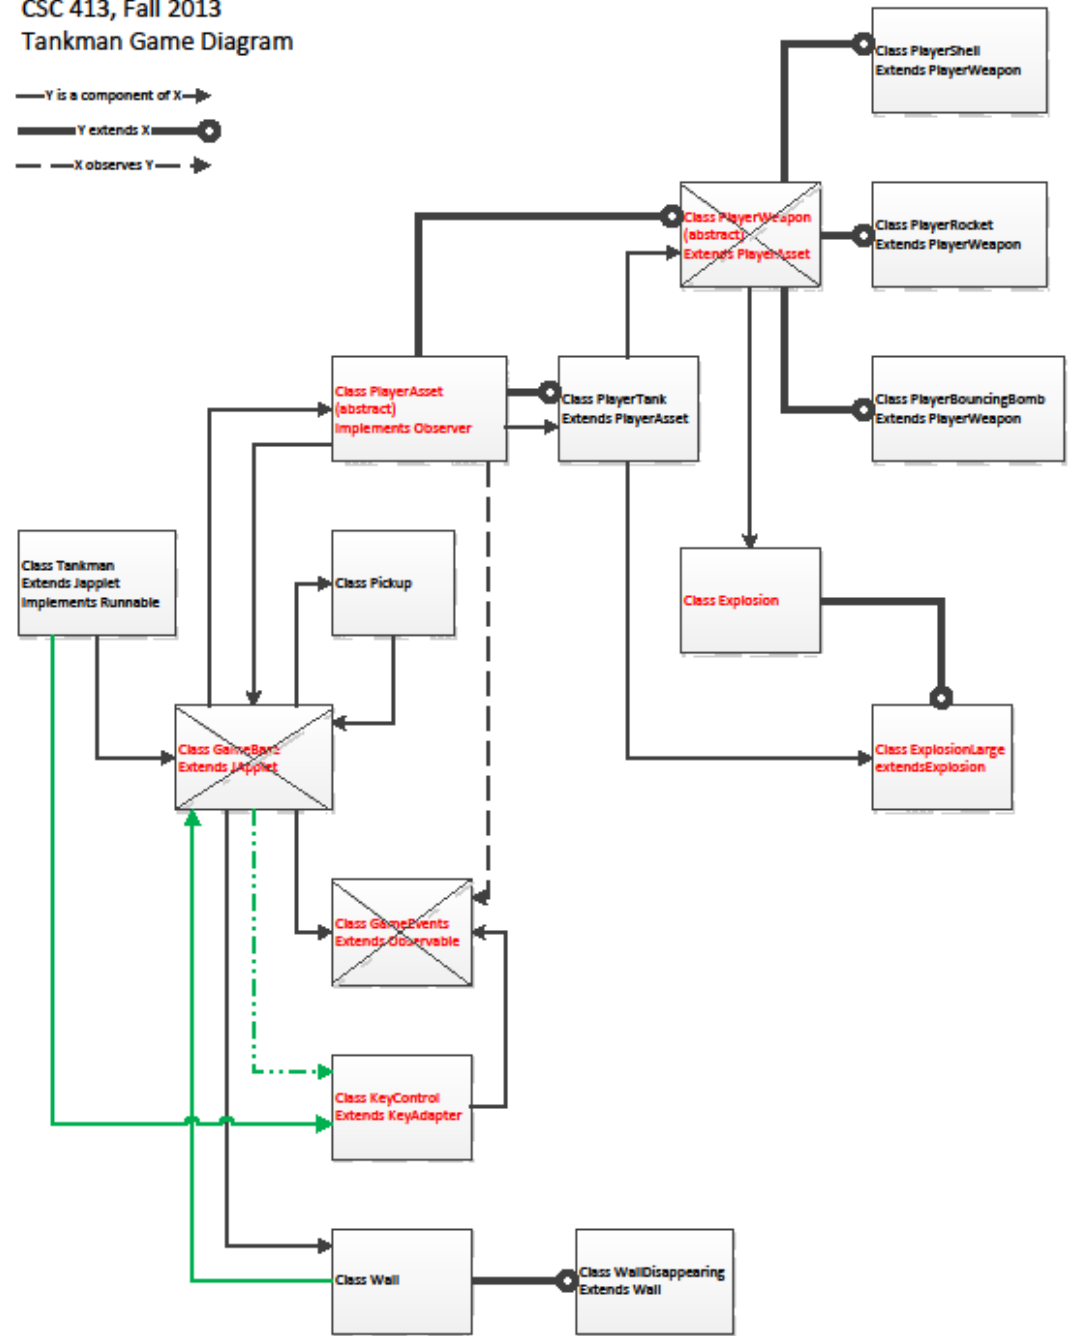 CSC 413, Fall 2013
Tankman Game Diagram
Y is a component of X
Y extends X
X observes Y
Class PlayerShell
Extends PlayerWeapon
Class PlayerWeapon
(abstract)
Extends PlayerAsset
Class PlayerRocket
Extends PlayerWeapon
Class PlayerAsset
(abstract)
Implements Observer
Class PlayerTank
Extends PlayerAsset
Class PlayerBouncingBomb
Extends PlayerWeapon
Class Tankman
Extends Japplet
Implements Runnable
Class Pickup
Class Explosion
Class GameBase
Extends JApplet
Class ExplosionLarge
extendsExplosion
Class GameEvents
Extends Observable
Class KeyControl
Extends KeyAdapter
Class Wall
Class WallDisappearing
Extends Wall